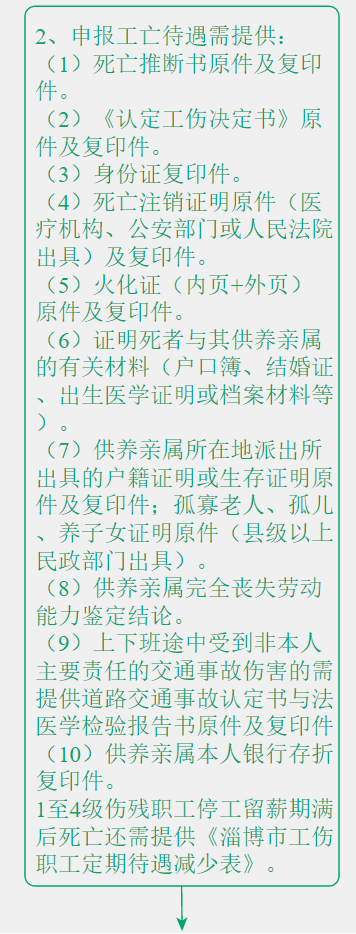 2、申报工亡待遇需提供：
（1）死亡推断书原件及复印
件。
（2）《认定工伤决定书》原
件及复印件。
（3）身份证复印件。
（4）死亡注销证明原件（医
疗机构、公安部门或人民法院
出具）及复印件。
（5）火化证（内页+外页）
原件及复印件。
（6）证明死者与其供养亲属
的有关材料（户口簿、结婚证
、出生医学证明或档案材料等
）。
（7）供养亲属所在地派出所
出具的户籍证明或生存证明原
件及复印件；孤寡老人、孤儿
、养子女证明原件（县级以上
民政部门出具）。
（8）供养亲属完全丧失劳动
能力鉴定结论。
（9）上下班途中受到非本人
主要责任的交通事故伤害的需
提供道路交通事故认定书与法
医学检验报告书原件及复印件
（10）供养亲属本人银行存折
复印件。
1至4级伤残职工停工留薪期满
后死亡还需提供《淄博市工伤
职工定期待遇减少表》。